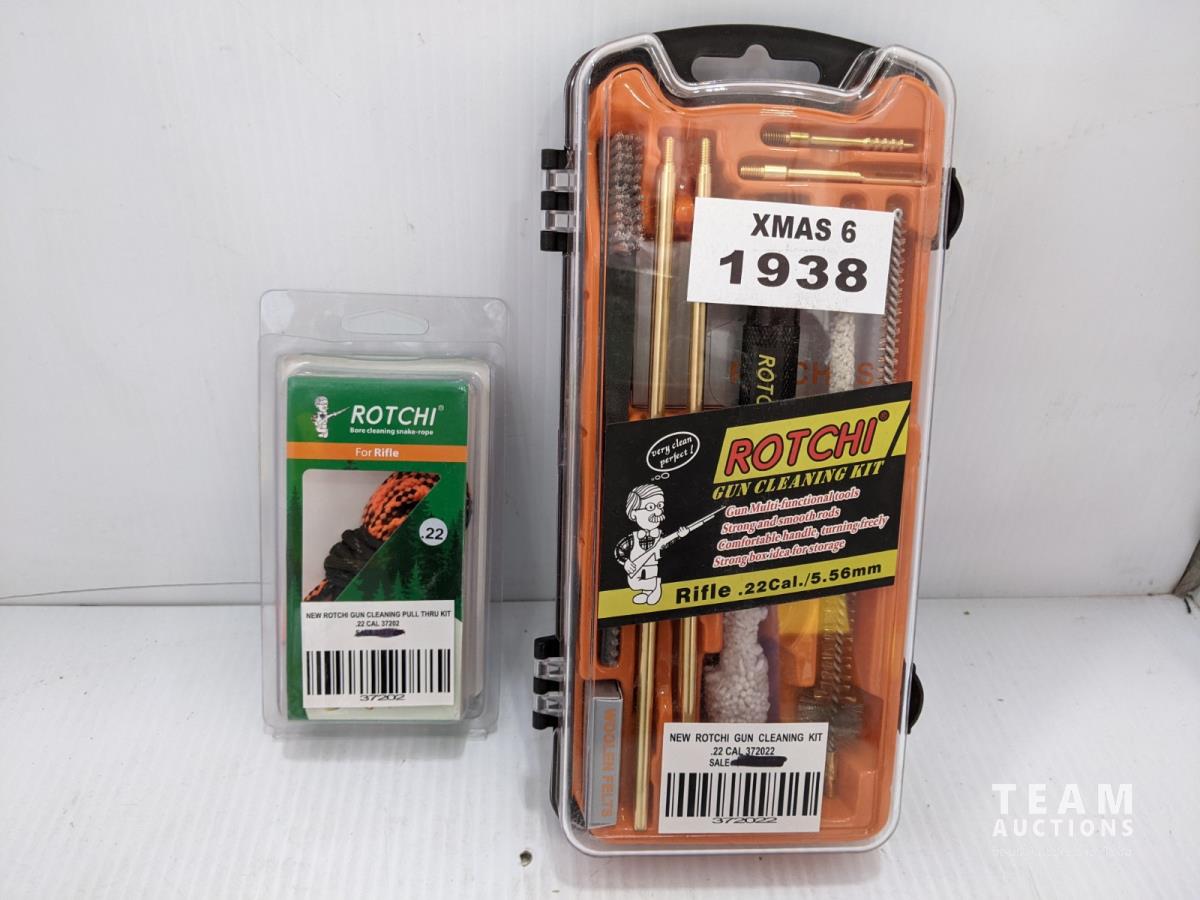 ROTCHI®
Bore cleaning snake-rope
For Rifle
.22
NEW ROTCHI GUN CLEANING PULL THRU KIT
.22 CAL 37202
37202
XMAS 6
1938
ROTC
very clean
perfect!
ROTCHI®
GUN CLEANING KIT
Gun Multi-functional tools
Strong and smooth rods
Comfortable handle, turning freely
Strong box idea for storage
Rifle .22Cal./5.56mm
WOOLEN FELTS
NEW ROTCHI GUN CLEANING KIT
.22 CAL 372022
SALE
372022
TEAM
AUCTIONS